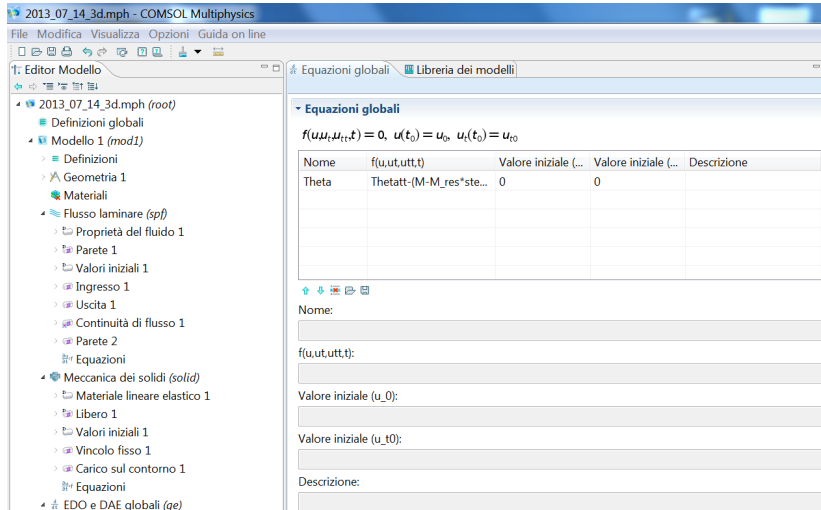 2013_07_14_3d.mph - COMSOL Multiphysics
File Modifica Visualizza Opzioni Guida on line
Editor Modello
Equazioni globali Libreria dei modelli
2013_07_14_3d.mph (root)
Definizioni globali
Modello 1 (mod1)
Definizioni
Geometria 1
Materiali
Flusso laminare (spf)
Proprietà del fluido 1
Parete 1
Valori iniziali 1
Ingresso 1
Uscita 1
Continuità di flusso 1
Parete 2
Equazioni
Meccanica dei solidi (solid)
Materiale lineare elastico 1
Libero 1
Valori iniziali 1
Vincolo fisso 1
Carico sul contorno 1
Equazioni
EDO e DAE globali (ge)
Equazioni globali
f(u,uₜ,uₜₜ,t) = 0, u(t₀) = u₀, uₜ(t₀) = uₜ₀
Nome f(u,ut,utt,t) Valore iniziale (... Valore iniziale (... Descrizione
Theta Thetatt-(M-M_res*ste... 0 0
Nome:
f(u,ut,utt,t):
Valore iniziale (u_0):
Valore iniziale (u_t0):
Descrizione: